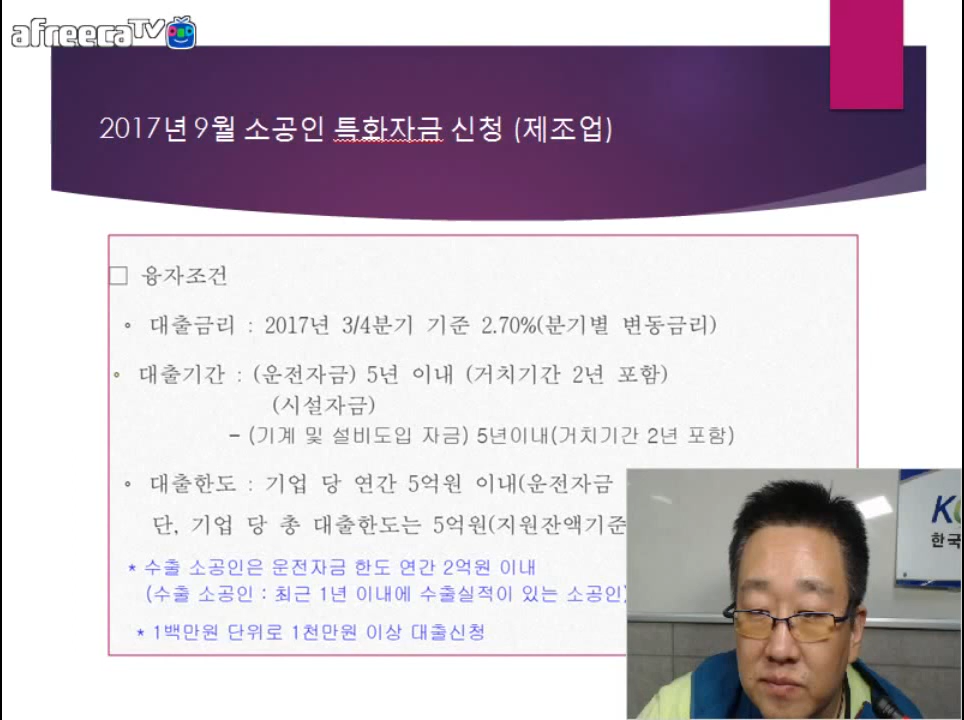 afreecaTV
2017년 9월 소공인 특화자금 신청 (제조업)
□ 융자조건
◦ 대출금리 : 2017년 3/4분기 기준 2.70%(분기별 변동금리)
◦ 대출기간 : (운전자금) 5년 이내 (거치기간 2년 포함)
(시설자금)
- (기계 및 설비도입 자금) 5년이내(거치기간 2년 포함)
◦ 대출한도 : 기업 당 연간 5억원 이내(운전자금
단, 기업 당 총 대출한도는 5억원(지원잔액기준
* 수출 소공인은 운전자금 한도 연간 2억원 이내
(수출 소공인 : 최근 1년 이내에 수출실적이 있는 소공인)
* 1백만원 단위로 1천만원 이상 대출신청
한국